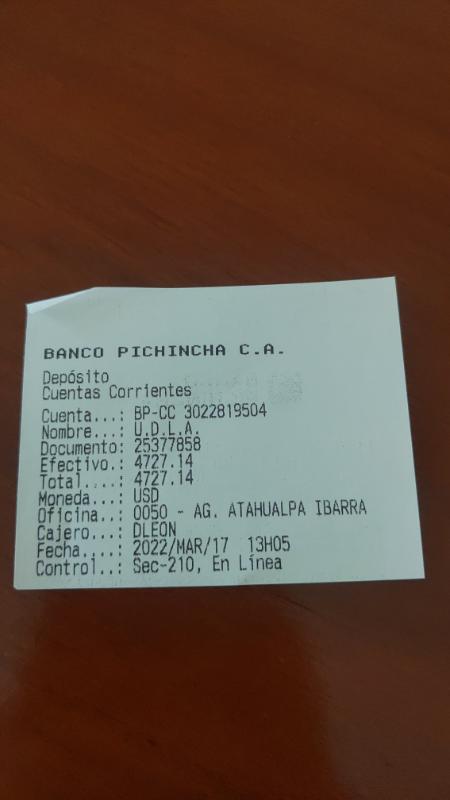 BANCO PICHINCHA C.A.
Depósito
Cuentas Corrientes
Cuenta...: BP-CC 3022819504
Nombre...: U.D.L.A.
Documento: 25377858
Efectivo.: 4727.14
Total....: 4727.14
Moneda...: USD
Oficina..: 0050 - AG. ATAHUALPA IBARRA
Cajero...: DLEON
Fecha....: 2022/MAR/17 13H05
Control..: Sec-210, En Línea